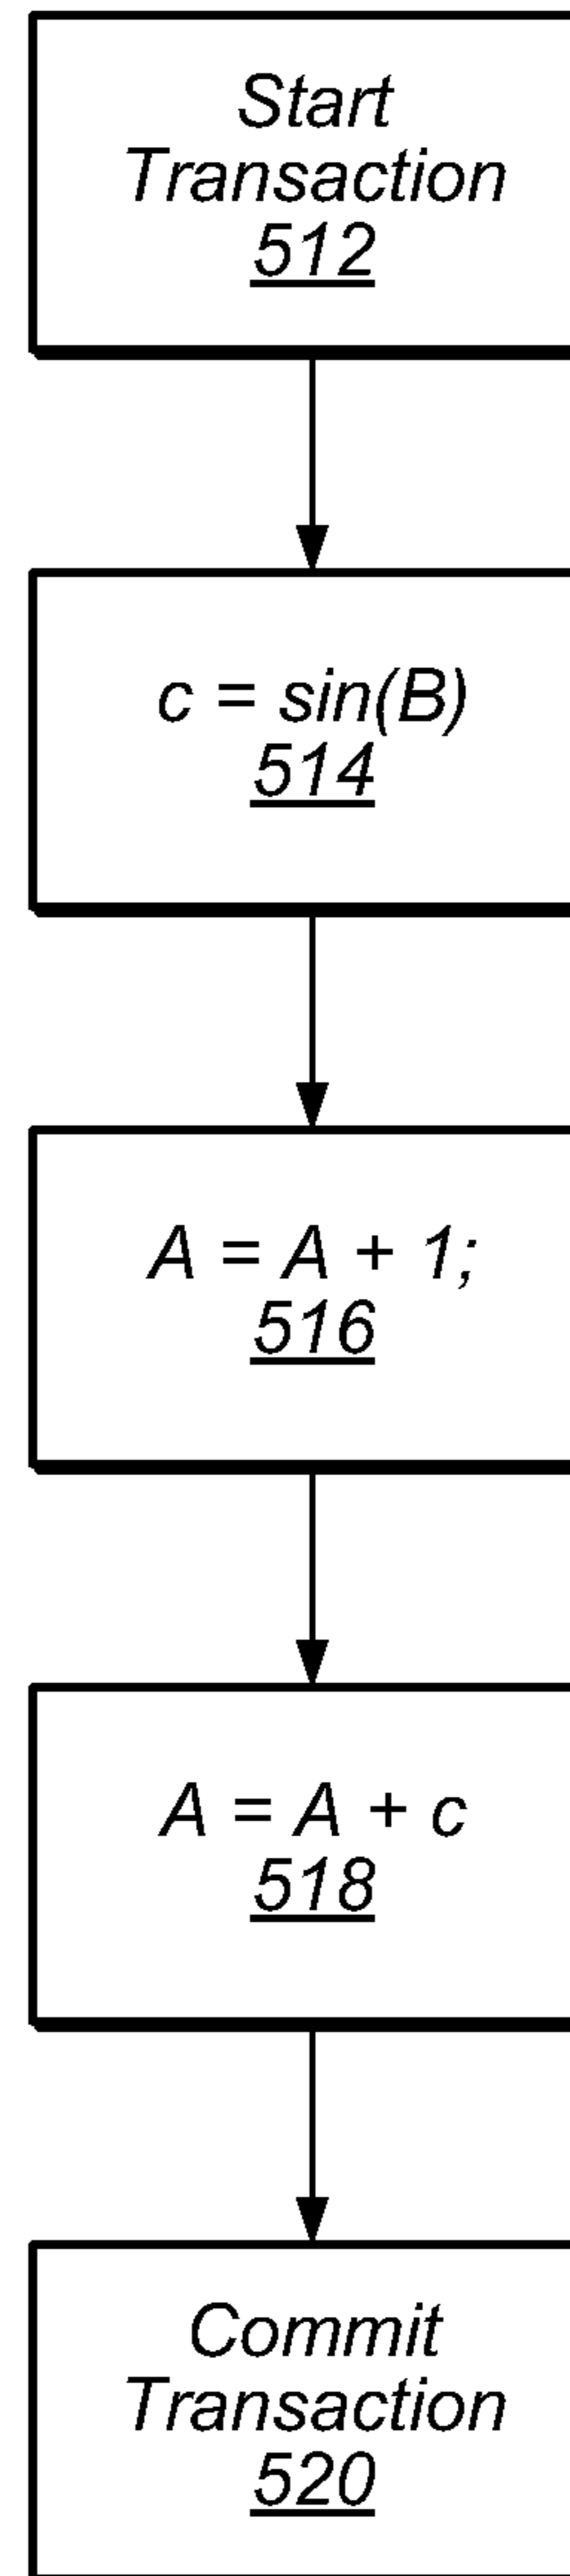 Start
Transaction
512
c = sin(B)
514
A = A + 1;
516
A = A + c
518
Commit
Transaction
520